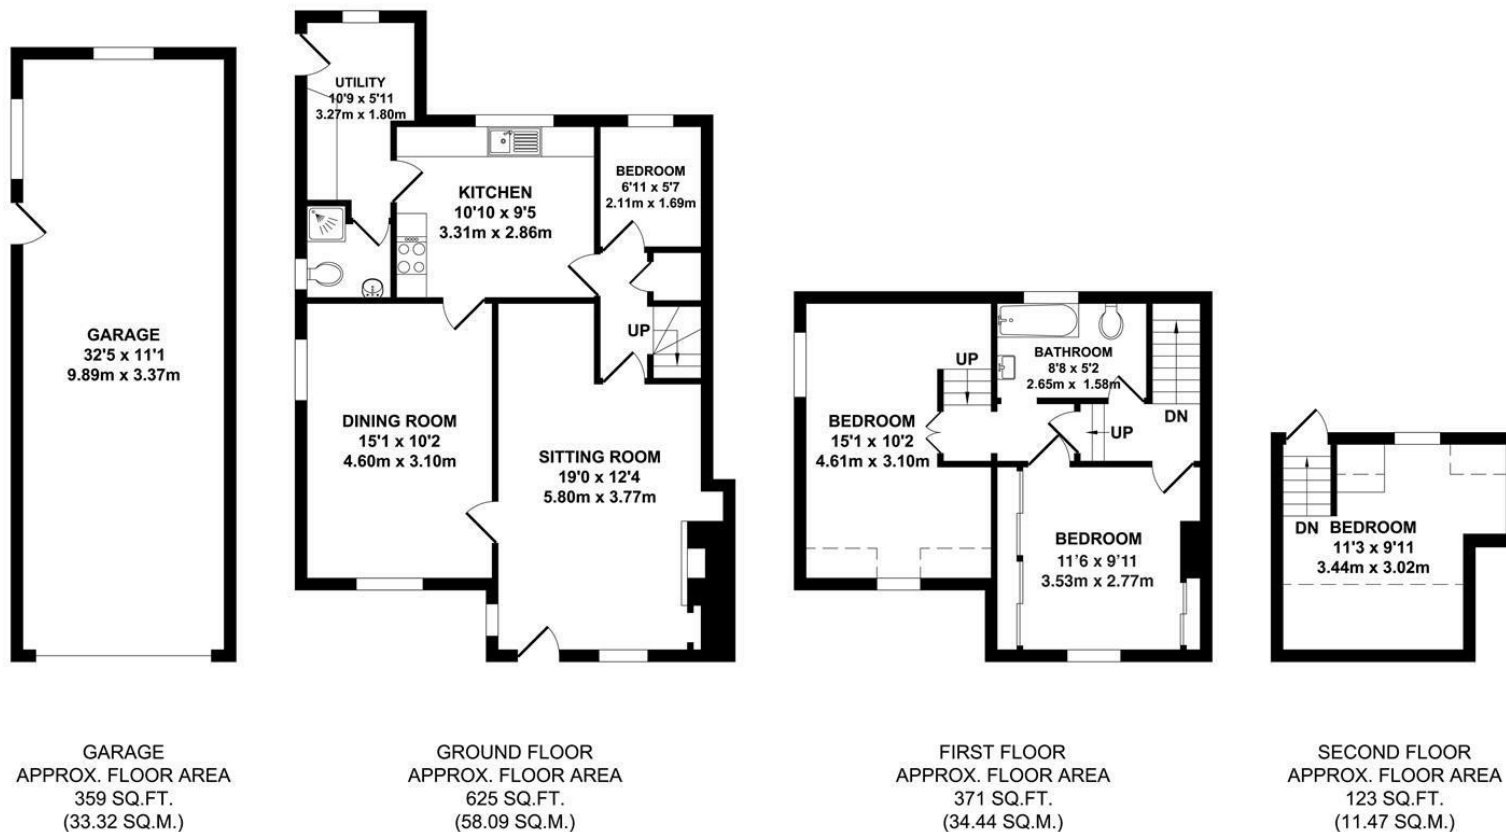 GARAGE
32'5 x 11'1
9.89m x 3.37m
UTILITY
10'9 x 5'11
3.27m x 1.80m
KITCHEN
10'10 x 9'5
3.31m x 2.86m
BEDROOM
6'11 x 5'7
2.11m x 1.69m
UP
DINING ROOM
15'1 x 10'2
4.60m x 3.10m
SITTING ROOM
19'0 x 12'4
5.80m x 3.77m
BEDROOM
15'1 x 10'2
4.61m x 3.10m
UP
BATHROOM
8'8 x 5'2
2.65m x 1.58m
UP
DN
BEDROOM
11'6 x 9'11
3.53m x 2.77m
DN
BEDROOM
11'3 x 9'11
3.44m x 3.02m
GARAGE
APPROX. FLOOR AREA
359 SQ.FT.
(33.32 SQ.M.)
GROUND FLOOR
APPROX. FLOOR AREA
625 SQ.FT.
(58.09 SQ.M.)
FIRST FLOOR
APPROX. FLOOR AREA
371 SQ.FT.
(34.44 SQ.M.)
SECOND FLOOR
APPROX. FLOOR AREA
123 SQ.FT.
(11.47 SQ.M.)